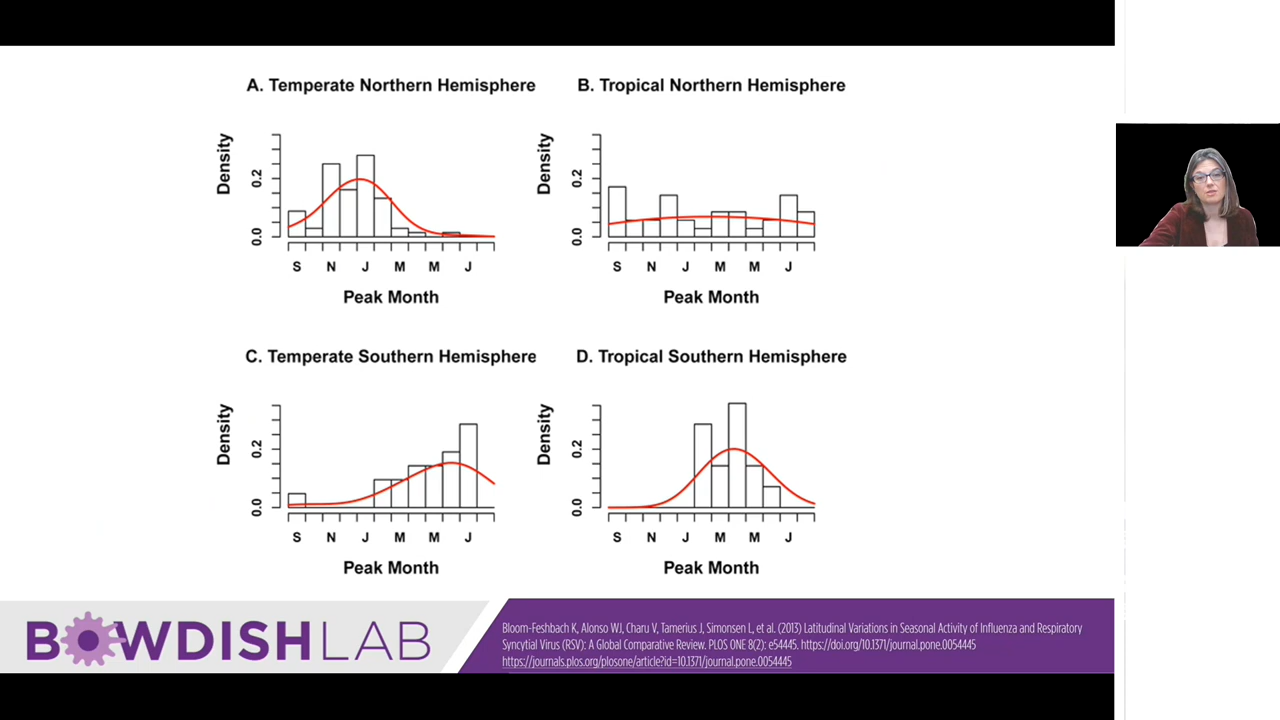 A. Temperate Northern Hemisphere
Density
0.2
0.0
S N J M M J
Peak Month
B. Tropical Northern Hemisphere
Density
0.2
0.0
S N J M M J
Peak Month
C. Temperate Southern Hemisphere
Density
0.2
0.0
S N J M M J
Peak Month
D. Tropical Southern Hemisphere
Density
0.2
0.0
S N J M M J
Peak Month
BOWDISHLAB
Bloom-Feshbach K, Alonso WJ, Charu V, Tamerius J, Simonsen L, et al. (2013) Latitudinal Variations in Seasonal Activity of Influenza and Respiratory
Syncytial Virus (RSV): A Global Comparative Review. PLOS ONE 8(2): e54445. https://doi.org/10.1371/journal.pone.0054445
https://journals.plos.org/plosone/article?id=10.1371/journal.pone.0054445